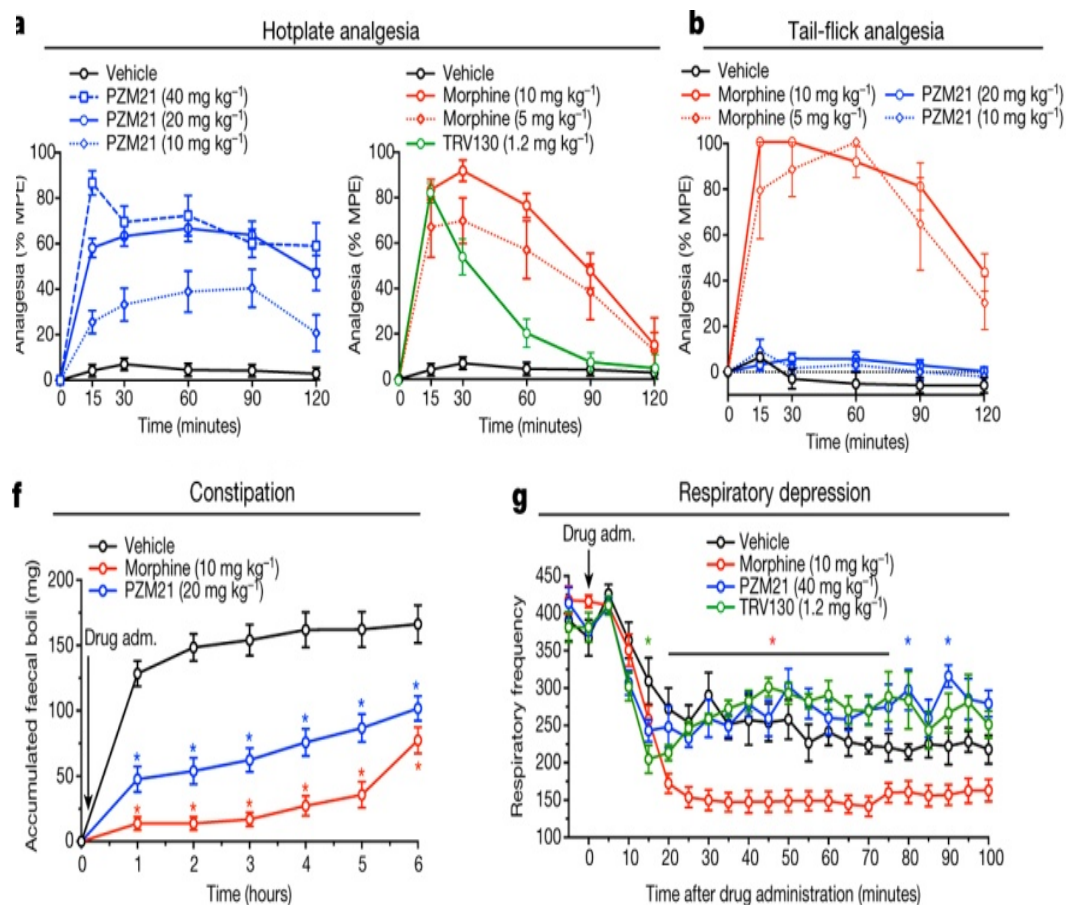 a
Hotplate analgesia
Vehicle
PZM21 (40 mg kg⁻¹)
PZM21 (20 mg kg⁻¹)
PZM21 (10 mg kg⁻¹)
100
80
60
40
20
0
Analgesia (% MPE)
0 15 30 60 90 120
Time (minutes)
Vehicle
Morphine (10 mg kg⁻¹)
Morphine (5 mg kg⁻¹)
TRV130 (1.2 mg kg⁻¹)
100
80
60
40
20
0
Analgesia (% MPE)
0 15 30 60 90 120
Time (minutes)
b
Tail-flick analgesia
Vehicle
Morphine (10 mg kg⁻¹) PZM21 (20 mg kg⁻¹)
Morphine (5 mg kg⁻¹) PZM21 (10 mg kg⁻¹)
100
80
60
40
20
0
Analgesia (% MPE)
0 15 30 60 90 120
Time (minutes)
f
Constipation
Vehicle
Morphine (10 mg kg⁻¹)
PZM21 (20 mg kg⁻¹)
200
150
100
50
0
Accumulated faecal boli (mg)
Drug adm.
* * * * * *
* * * * * *
0 1 2 3 4 5 6
Time (hours)
g
Respiratory depression
Drug adm.
Vehicle
Morphine (10 mg kg⁻¹)
PZM21 (40 mg kg⁻¹)
TRV130 (1.2 mg kg⁻¹)
450
400
350
300
250
200
150
100
Respiratory frequency
* * * *
0 10 20 30 40 50 60 70 80 90 100
Time after drug administration (minutes)